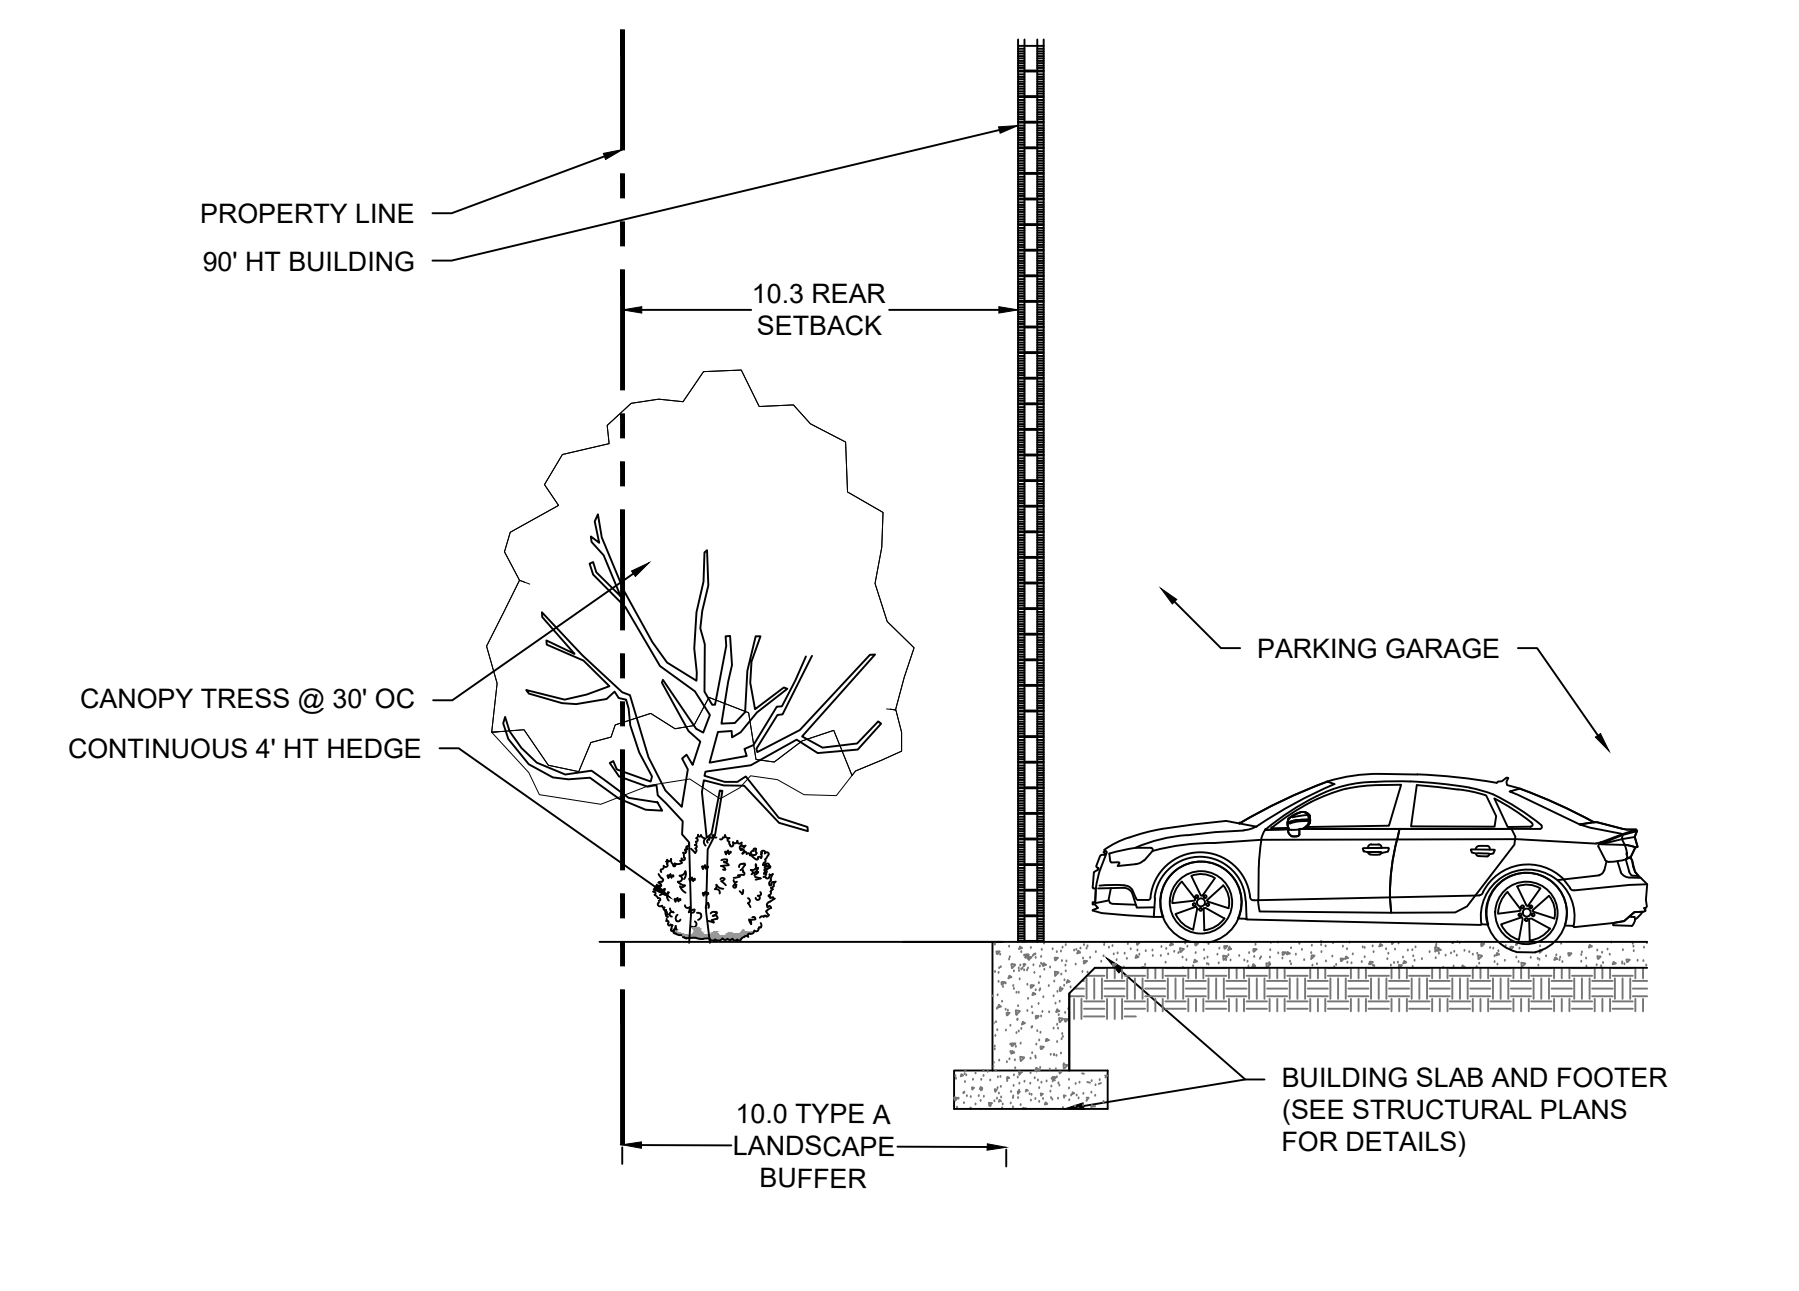 PROPERTY LINE
90' HT BUILDING
10.3 REAR
SETBACK
PARKING GARAGE
CANOPY TRESS @ 30' OC
CONTINUOUS 4' HT HEDGE
BUILDING SLAB AND FOOTER
(SEE STRUCTURAL PLANS
FOR DETAILS)
10.0 TYPE A
LANDSCAPE
BUFFER